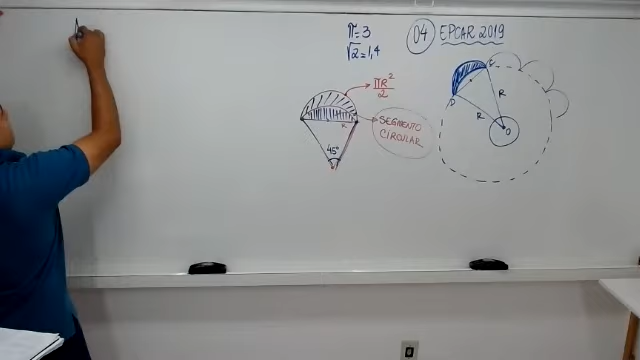 π=3
√2=1,4
04 EPCAR 2019
πR²
2
SEGMENTO
CIRCULAR
R
45°
R
R
O